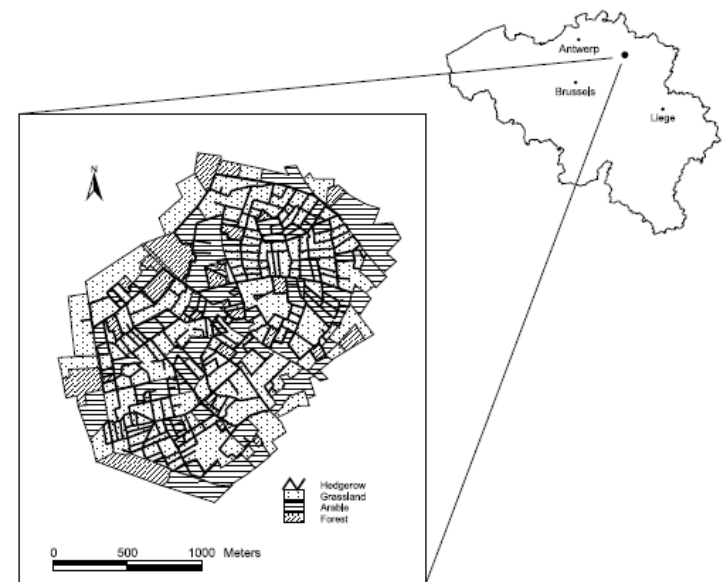 Antwerp
Brussels
Liege
N
Hedgerow
Grassland
Arable
Forest
0 500 1000 Meters